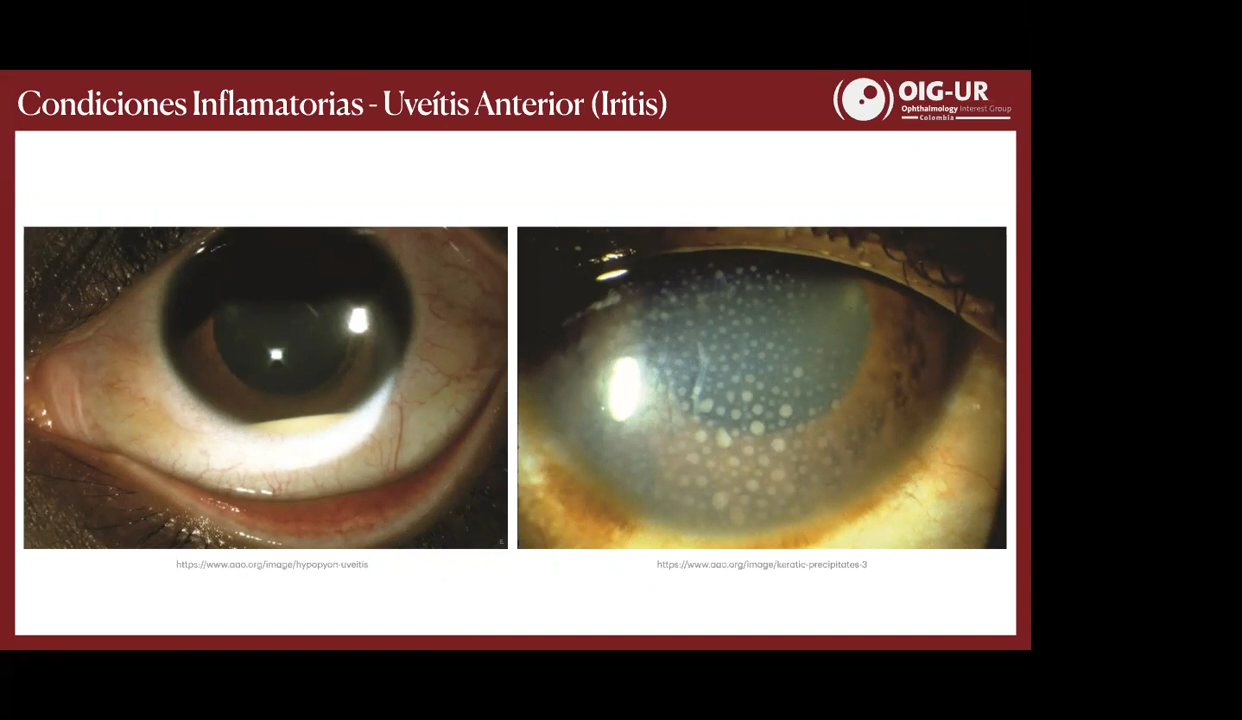 Condiciones Inflamatorias - Uveítis Anterior (Iritis)
OIG-UR
Ophthalmology Interest Group
Colombia
https://www.aao.org/image/hypopyon-uveitis
https://www.aao.org/image/keratic-precipitates-3